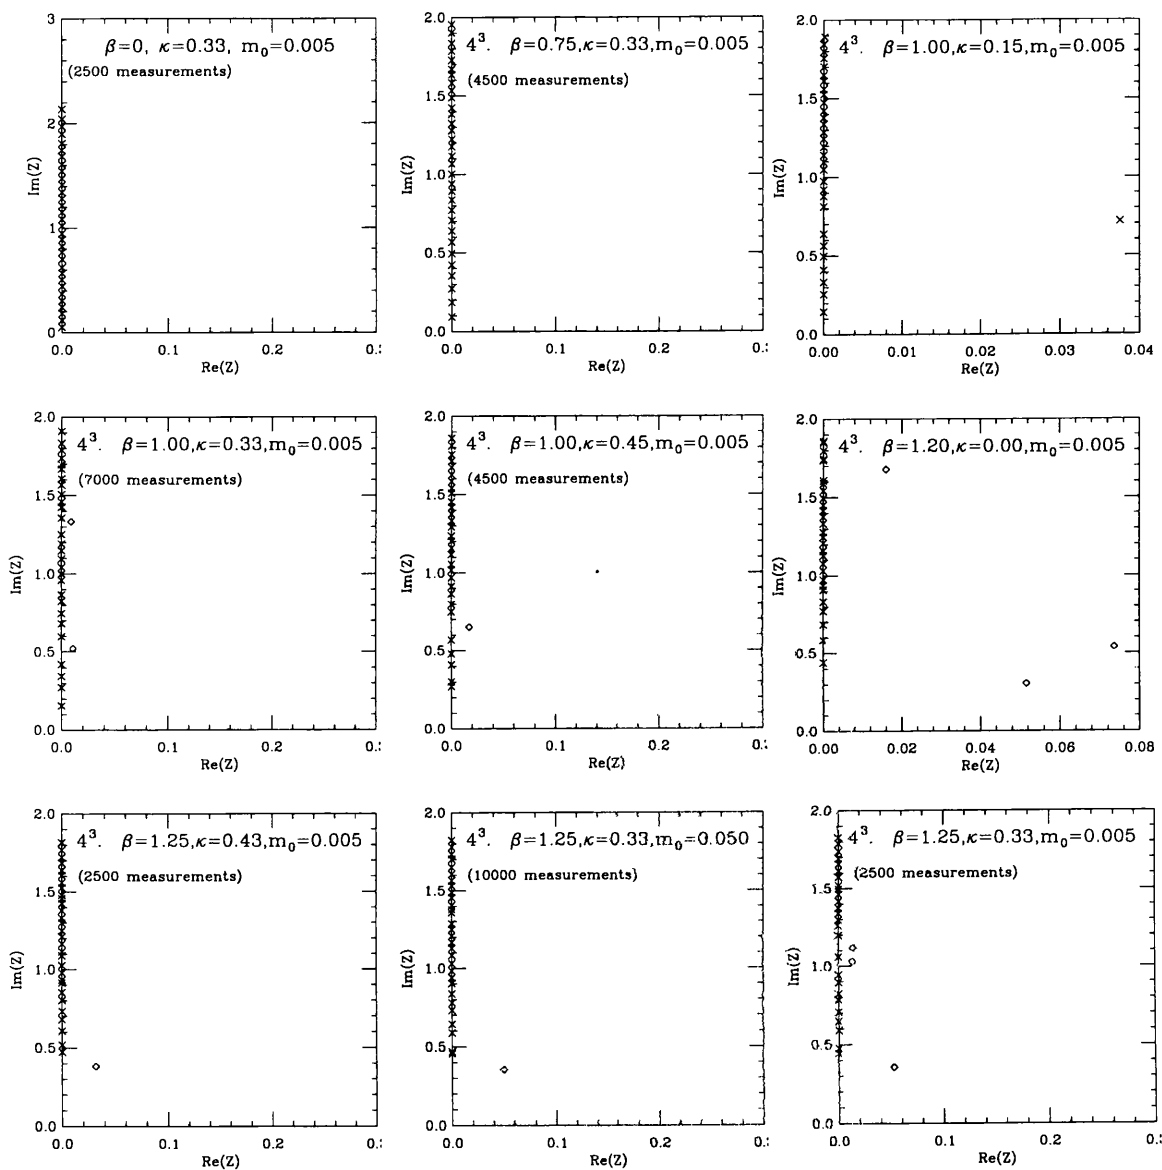 β=0, κ=0.33, m₀=0.005
(2500 measurements)
3
2
1
0
Im(Z)
0.0 0.1 0.2 0.:
Re(Z)
4³. β=0.75,κ=0.33,m₀=0.005
(4500 measurements)
2.0
1.5
1.0
0.5
0.0
Im(Z)
0.0 0.1 0.2 0.:
Re(Z)
4³. β=1.00,κ=0.15,m₀=0.005
2.0
1.5
1.0
0.5
0.0
Im(Z)
0.00 0.01 0.02 0.03 0.04
Re(Z)
4³. β=1.00,κ=0.33,m₀=0.005
(7000 measurements)
2.0
1.5
1.0
0.5
0.0
Im(Z)
0.0 0.1 0.2 0.:
Re(Z)
4³. β=1.00,κ=0.45,m₀=0.005
(4500 measurements)
2.0
1.5
1.0
0.5
0.0
Im(Z)
0.0 0.1 0.2 0.:
Re(Z)
4³. β=1.20,κ=0.00,m₀=0.005
2.0
1.5
1.0
0.5
0.0
Im(Z)
0.00 0.02 0.04 0.06 0.08
Re(Z)
4³. β=1.25,κ=0.43,m₀=0.005
(2500 measurements)
2.0
1.5
1.0
0.5
0.0
Im(Z)
0.0 0.1 0.2 0.:
Re(Z)
4³. β=1.25,κ=0.33,m₀=0.050
(10000 measurements)
2.0
1.5
1.0
0.5
0.0
Im(Z)
0.0 0.1 0.2 0.:
Re(Z)
4³. β=1.25,κ=0.33,m₀=0.005
(2500 measurements)
2.0
1.5
1.0
0.5
0.0
Im(Z)
0.0 0.1 0.2 0.:
Re(Z)